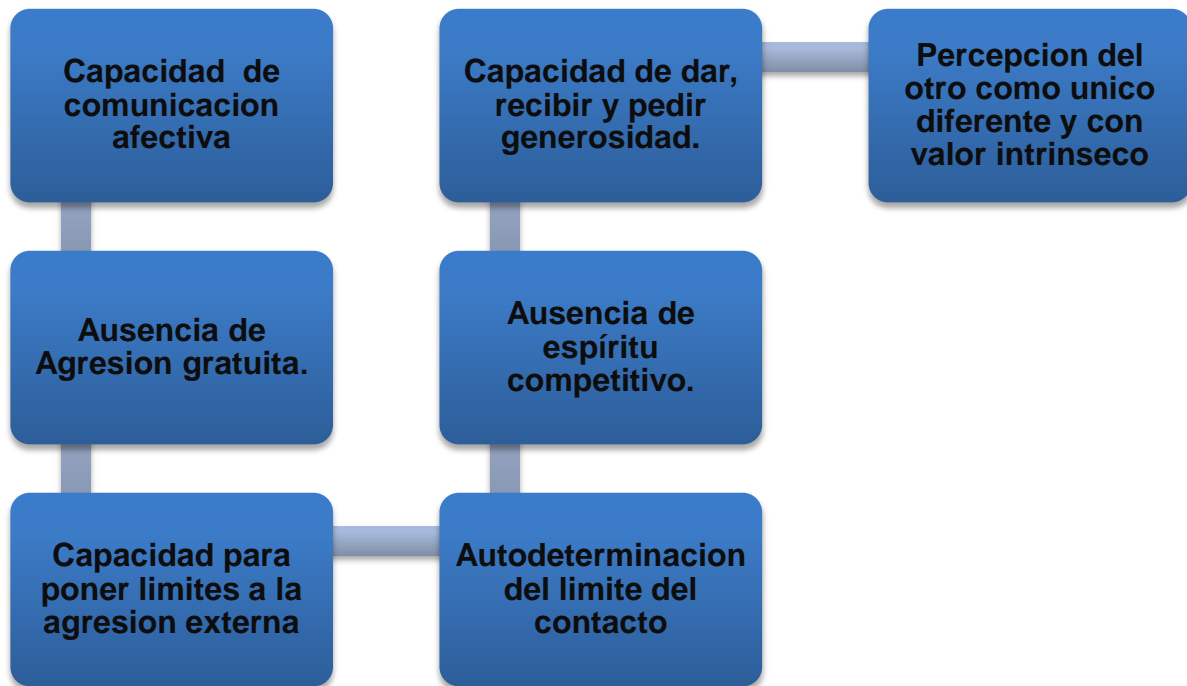 Capacidad de
comunicacion
afectiva
Ausencia de
Agresion gratuita.
Capacidad para
poner limites a la
agresion externa
Autodeterminacion
del limite del
contacto
Ausencia de
espíritu
competitivo.
Capacidad de dar,
recibir y pedir
generosidad.
Percepcion del
otro como unico
diferente y con
valor intrinseco